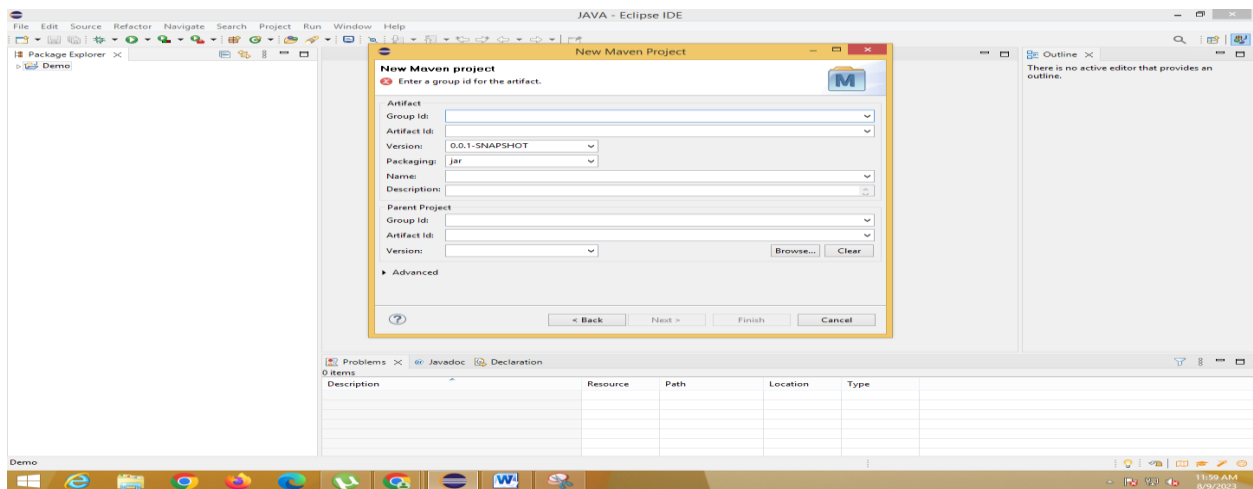 JAVA - Eclipse IDE
File Edit Source Refactor Navigate Search Project Run Window Help
Package Explorer
Demo
New Maven Project
New Maven project
Enter a group id for the artifact.
M
Artifact
Group Id:
Artifact Id:
Version: 0.0.1-SNAPSHOT
Packaging: jar
Name:
Description:
Parent Project
Group Id:
Artifact Id:
Version:
Browse... Clear
Advanced
< Back Next > Finish Cancel
Outline
There is no active editor that provides an
outline.
Problems @ Javadoc Declaration
0 items
Description Resource Path Location Type
Demo
11:59 AM
8/9/2023